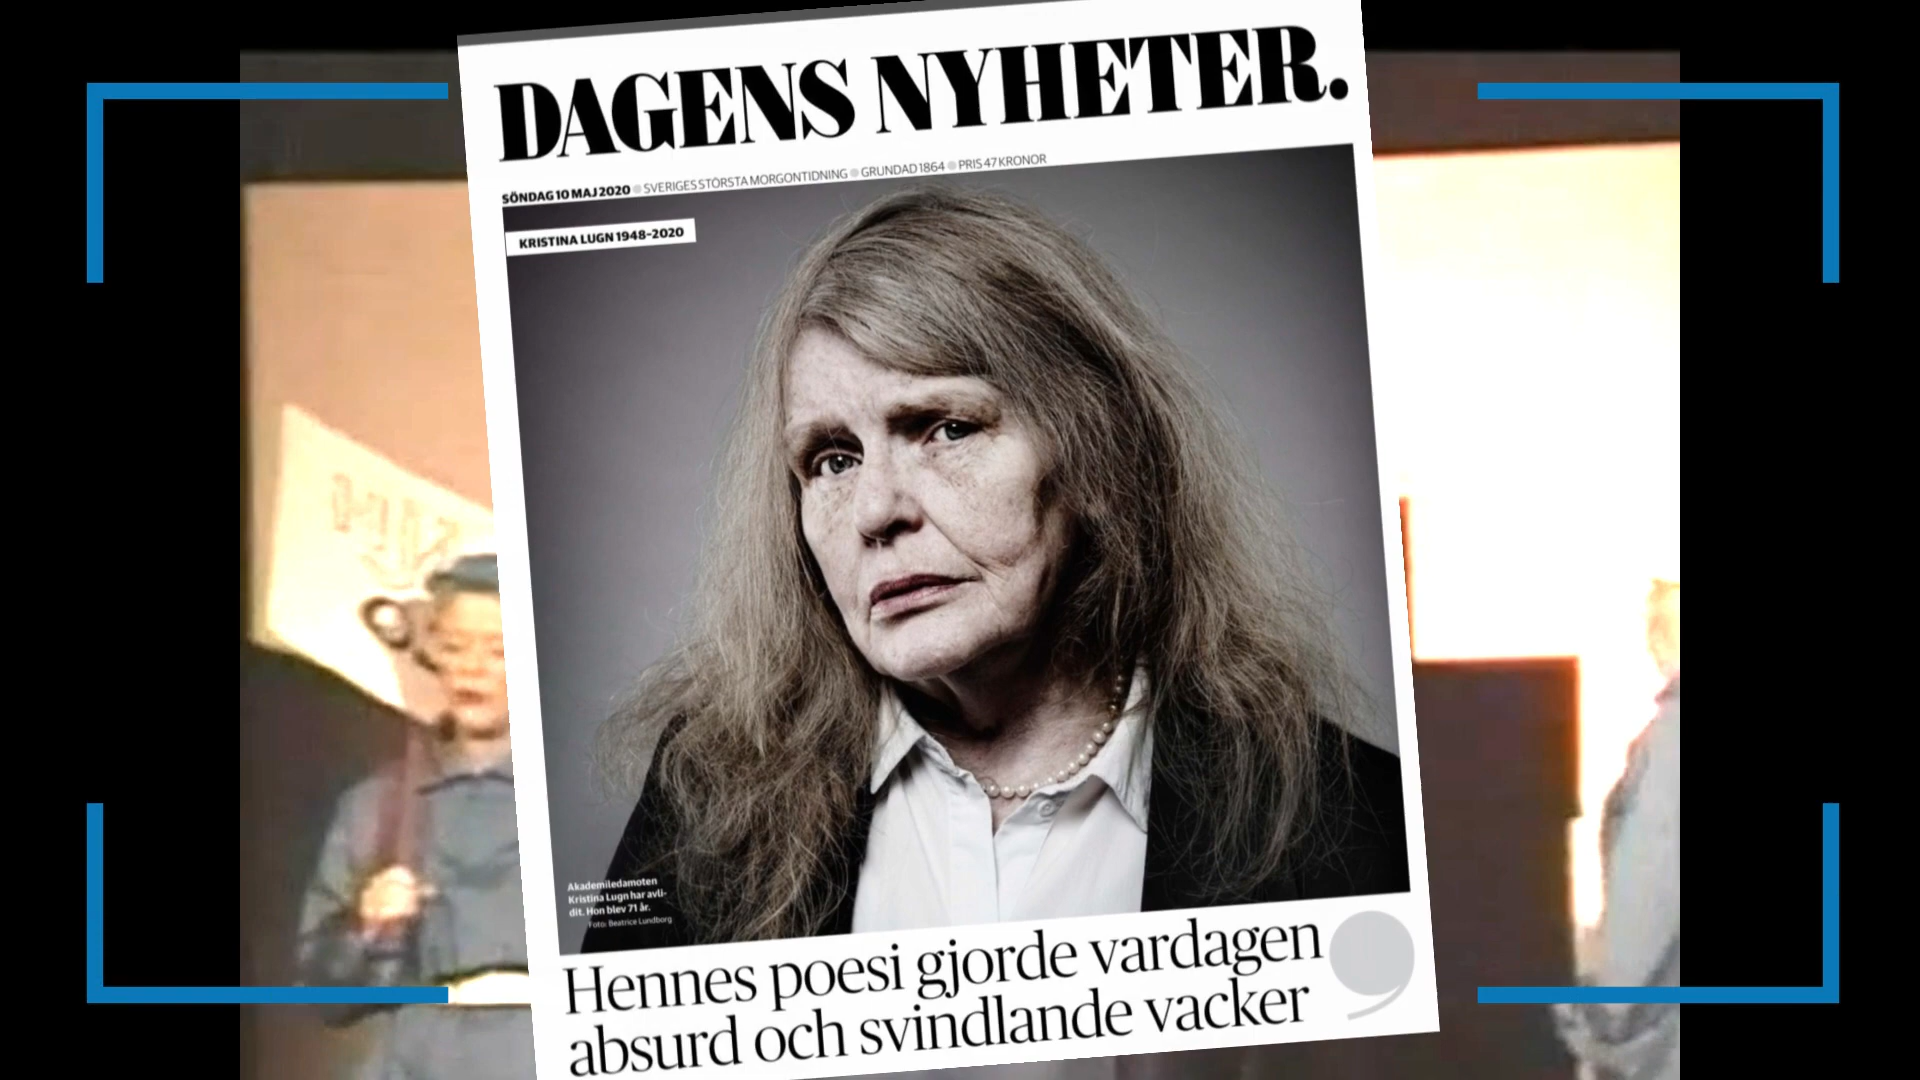 DAGENS NYHETER.
SÖNDAG 10 MAJ 2020 ● SVERIGES STÖRSTA MORGONTIDNING ● GRUNDAD 1864 ● PRIS 47 KRONOR
KRISTINA LUGN 1948–2020
Akademiledamoten
Kristina Lugn har avli-
dit. Hon blev 71 år.
Foto: Beatrice Lundborg
Hennes poesi gjorde vardagen
absurd och svindlande vacker